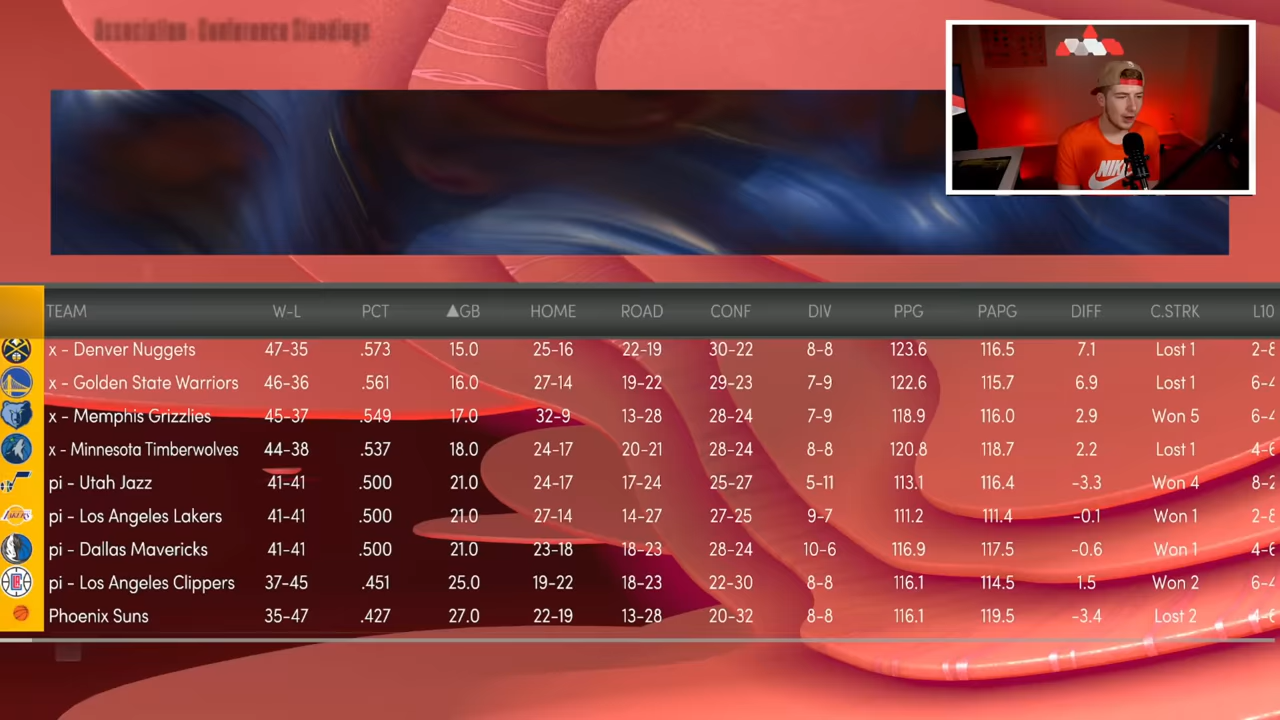 Association : Conference Standings
NIKE
TEAM W-L PCT ▲GB HOME ROAD CONF DIV PPG PAPG DIFF C.STRK L10
x - Denver Nuggets 47-35 .573 15.0 25-16 22-19 30-22 8-8 123.6 116.5 7.1 Lost 1
x - Golden State Warriors 46-36 .561 16.0 27-14 19-22 29-23 7-9 122.6 115.7 6.9 Lost 1
x - Memphis Grizzlies 45-37 .549 17.0 32-9 13-28 28-24 7-9 118.9 116.0 2.9 Won 5
x - Minnesota Timberwolves 44-38 .537 18.0 24-17 20-21 28-24 8-8 120.8 118.7 2.2 Lost 1
pi - Utah Jazz 41-41 .500 21.0 24-17 17-24 25-27 5-11 113.1 116.4 -3.3 Won 4
pi - Los Angeles Lakers 41-41 .500 21.0 27-14 14-27 27-25 9-7 111.2 111.4 -0.1 Won 1
pi - Dallas Mavericks 41-41 .500 21.0 23-18 18-23 28-24 10-6 116.9 117.5 -0.6 Won 1
pi - Los Angeles Clippers 37-45 .451 25.0 19-22 18-23 22-30 8-8 116.1 114.5 1.5 Won 2
Phoenix Suns 35-47 .427 27.0 22-19 13-28 20-32 8-8 116.1 119.5 -3.4 Lost 2